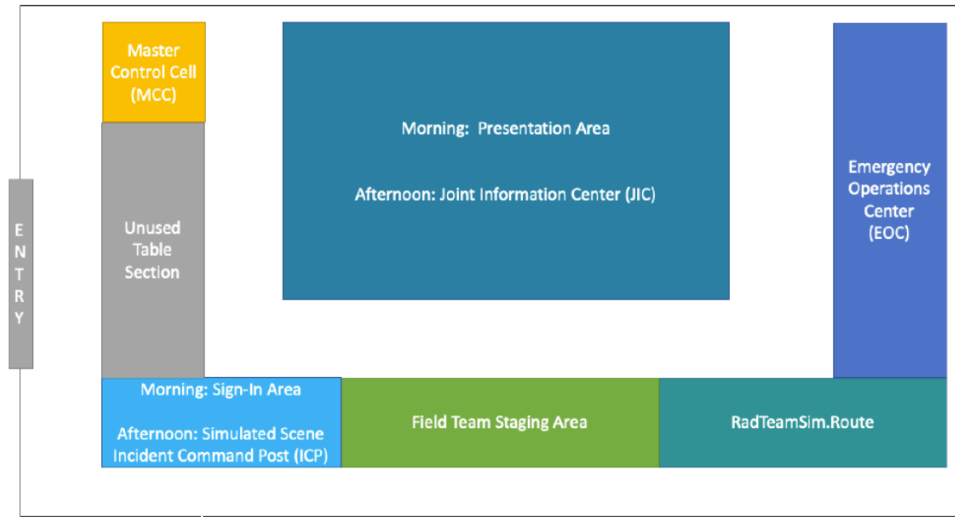 Master
Control Cell
(MCC)
Morning:  Presentation Area
Afternoon: Joint Information Center (JIC)
Emergency
Operations
Center
(EOC)
ENTRY
Unused
Table
Section
Morning: Sign-In Area
Afternoon: Simulated Scene
Incident Command Post (ICP)
Field Team Staging Area
RadTeamSim.Route